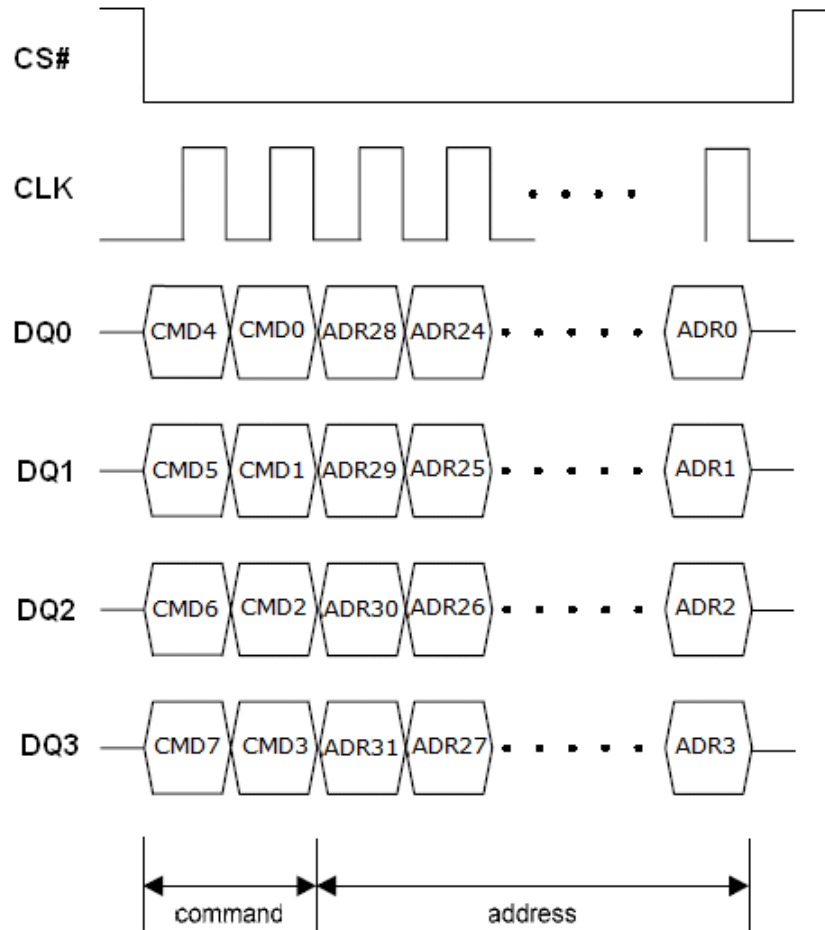 CS#
CLK
DQ0 CMD4 CMD0 ADR28 ADR24 ADR0
DQ1 CMD5 CMD1 ADR29 ADR25 ADR1
DQ2 CMD6 CMD2 ADR30 ADR26 ADR2
DQ3 CMD7 CMD3 ADR31 ADR27 ADR3
command address